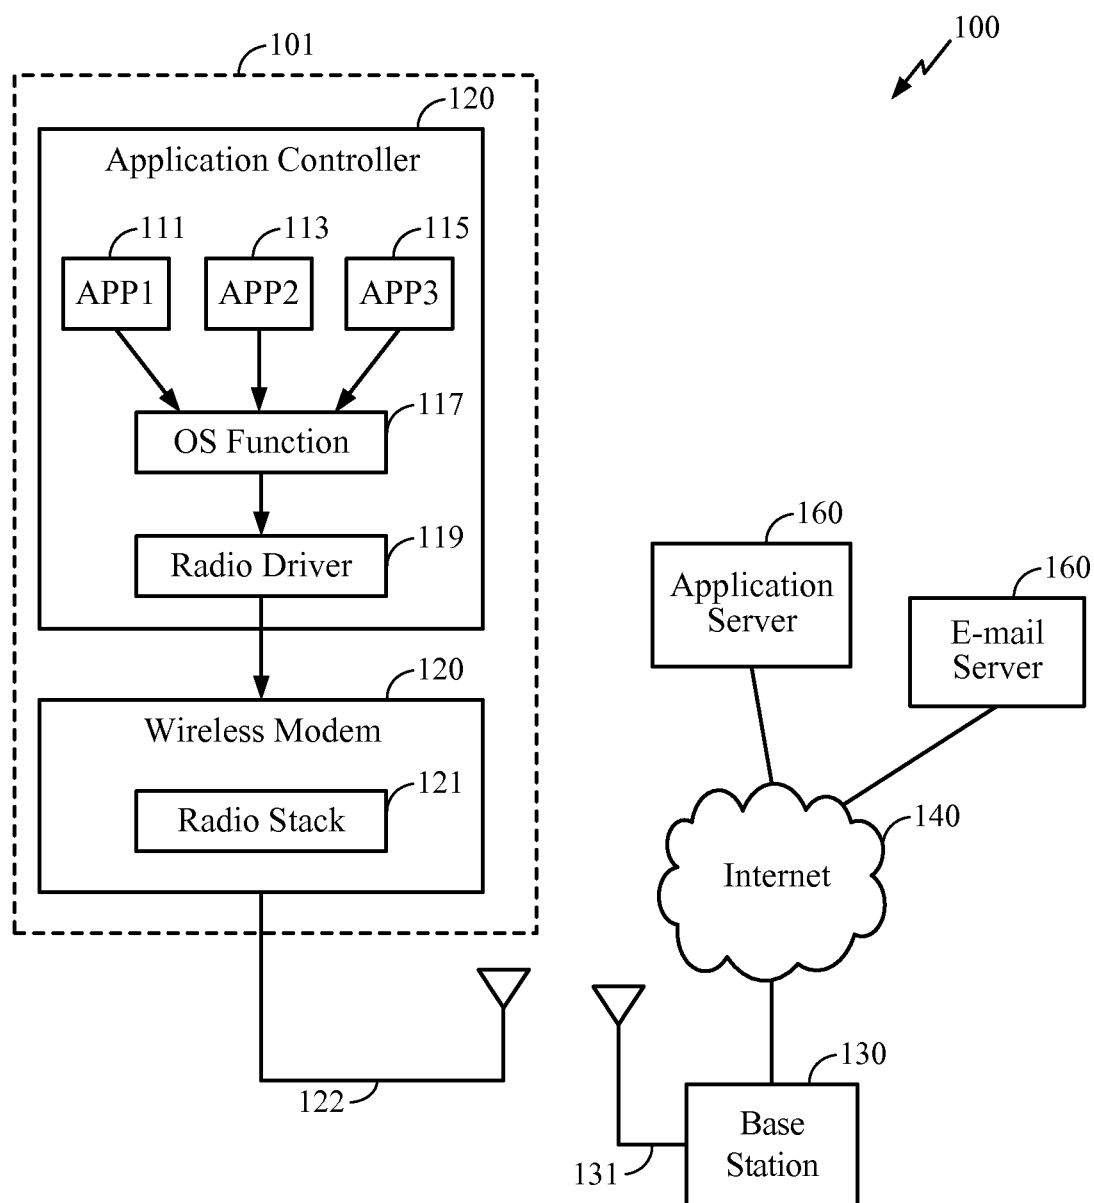 100
101
120
Application Controller
111
113
115
APP1
APP2
APP3
117
OS Function
119
Radio Driver
120
Wireless Modem
121
Radio Stack
122
160
Application
Server
160
E-mail
Server
140
Internet
130
Base
Station
131